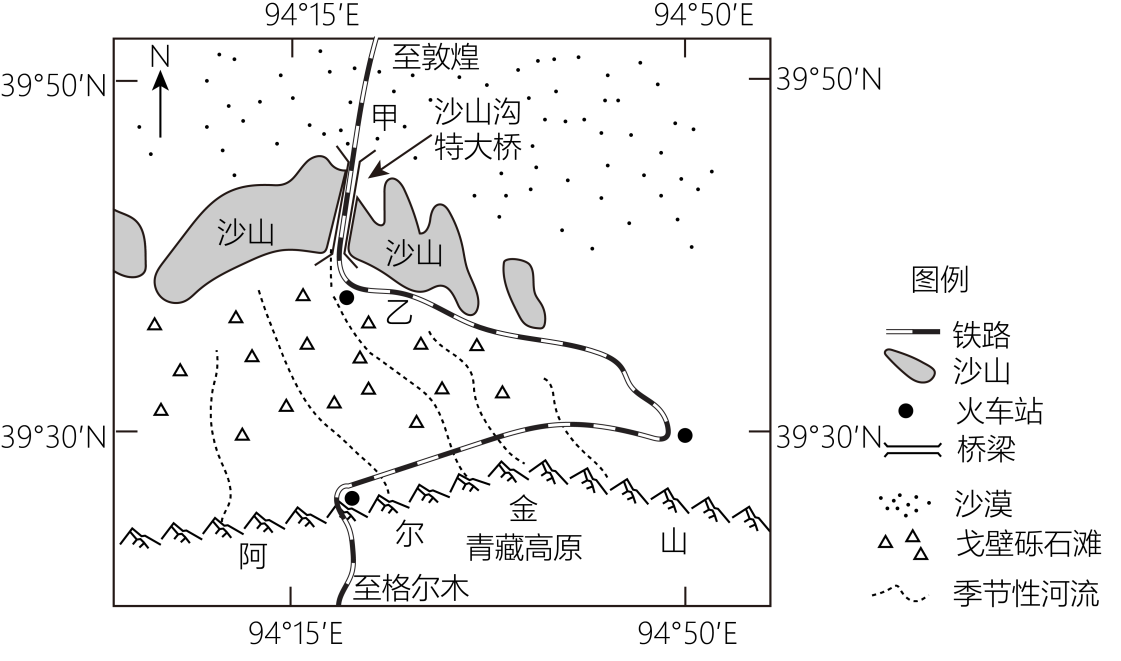 94°15′E
94°50′E
N
至敦煌
39°50′N
39°50′N
甲
沙山沟
特大桥
沙山
沙山
乙
39°30′N
39°30′N
金
尔
山
阿
青藏高原
至格尔木
94°15′E
94°50′E
图例
铁路
沙山
火车站
桥梁
沙漠
戈壁砾石滩
季节性河流